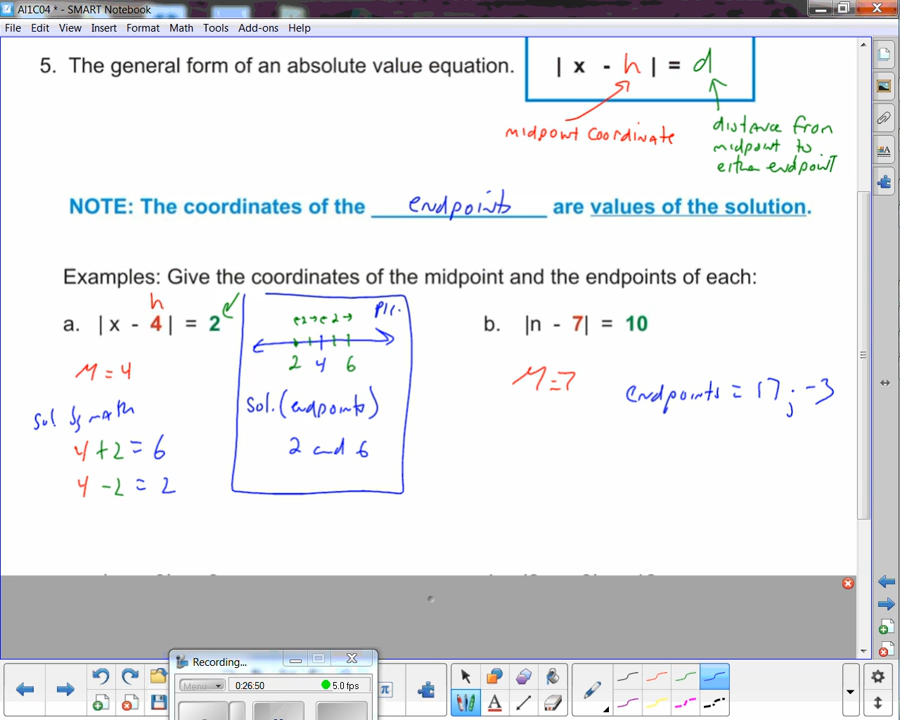 AI1C04 * - SMART Notebook
File Edit View Insert Format Math Tools Add-ons Help
5. The general form of an absolute value equation. | x - h | = d
midpoint coordinate
distance from
midpoint to
either endpoint
NOTE: The coordinates of the endpoints are values of the solution.
Examples: Give the coordinates of the midpoint and the endpoints of each:
h
a. | x - 4 | = 2
M = 4
Sol by math
4 + 2 = 6
4 - 2 = 2
Pic.
←2→←2→
2 4 6
Sol. (endpoints)
2 and 6
b. |n - 7| = 10
M = 7
endpoints = 17 ; -3
Recording...
Menu
0:26:50
5.0 fps